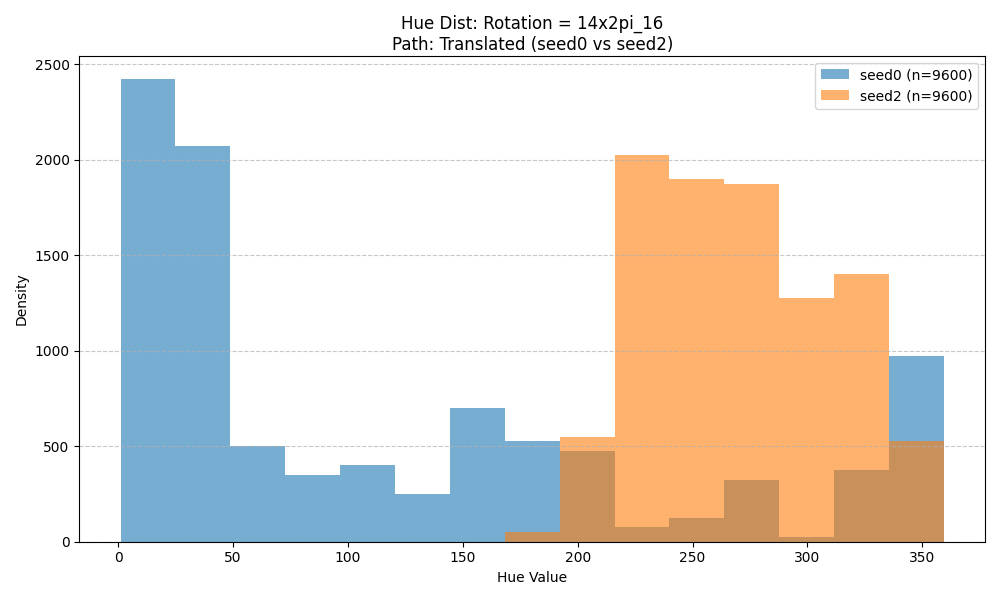 Hue Dist: Rotation = 14x2pi_16
Path: Translated (seed0 vs seed2)
seed0 (n=9600)
seed2 (n=9600)
Density
2500
2000
1500
1000
500
0
0 50 100 150 200 250 300 350
Hue Value